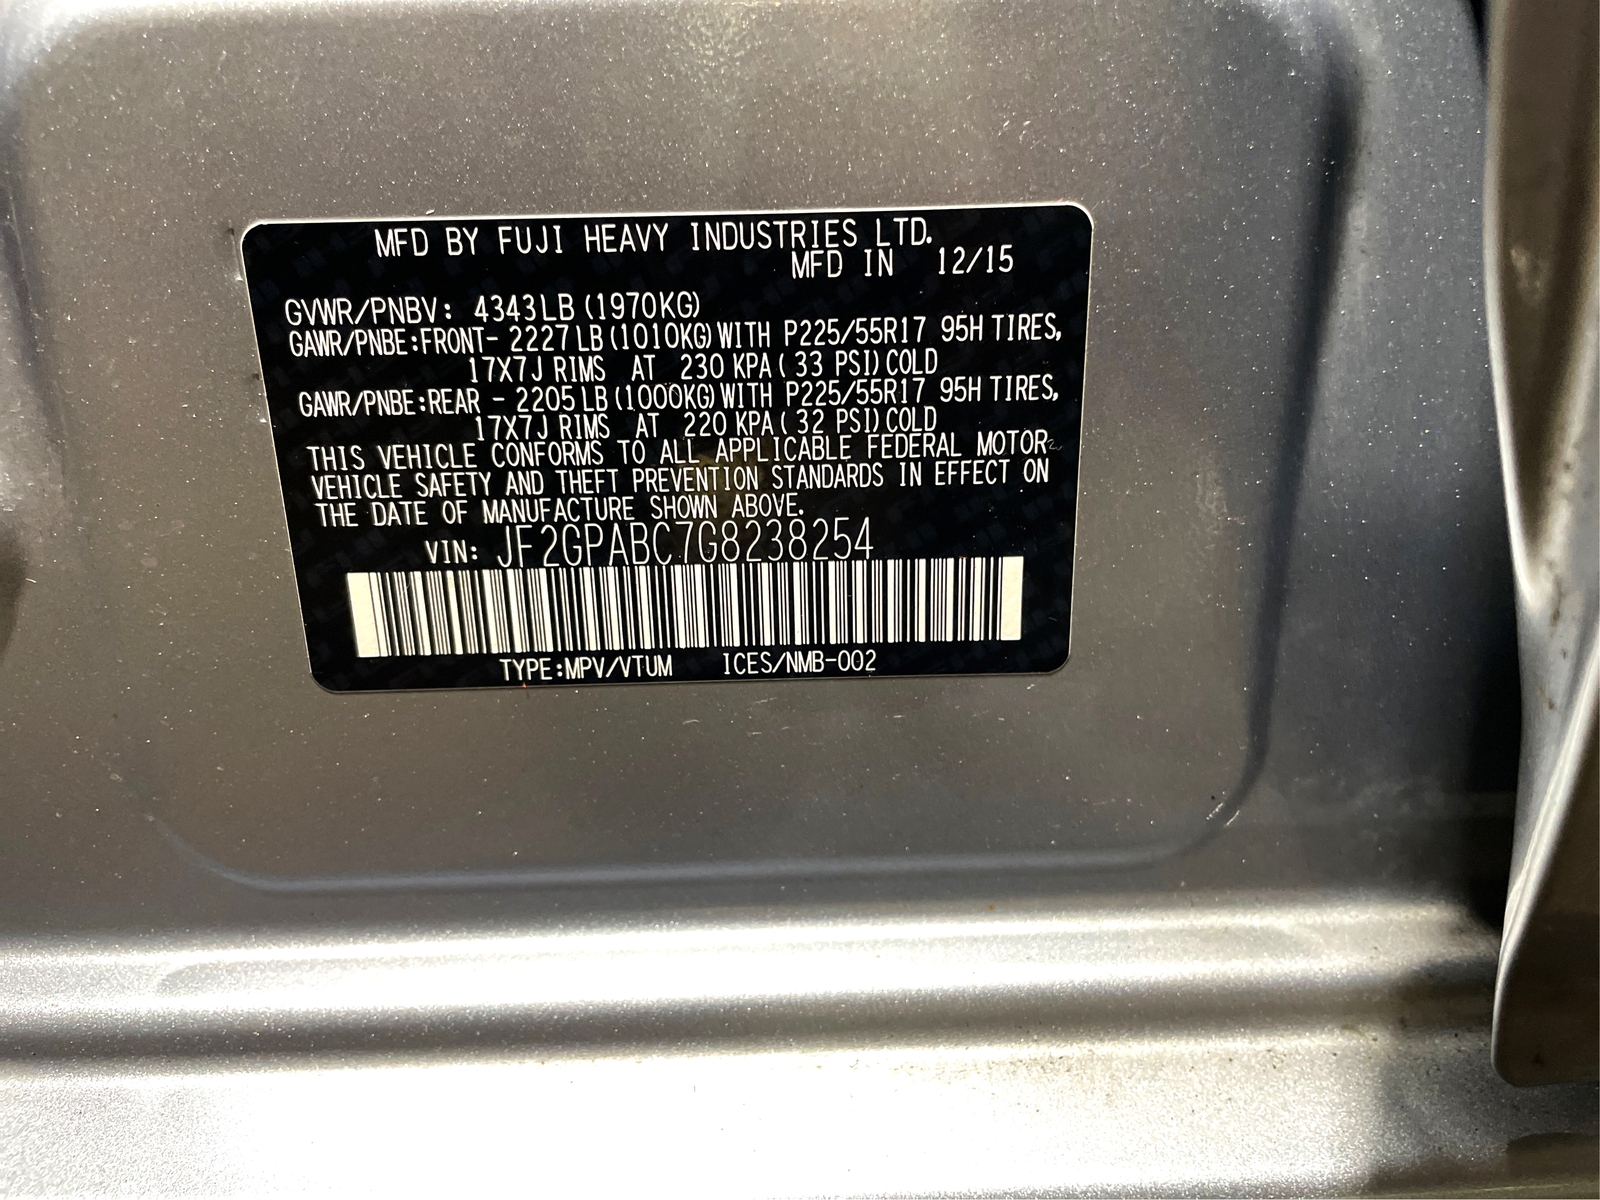 MFD BY FUJI HEAVY INDUSTRIES LTD.
MFD IN 12/15
GVWR/PNBV: 4343LB (1970KG)
GAWR/PNBE:FRONT- 2227LB (1010KG) WITH P225/55R17 95H TIRES,
17X7J RIMS AT 230 KPA ( 33 PSI) COLD
GAWR/PNBE:REAR - 2205LB (1000KG) WITH P225/55R17 95H TIRES,
17X7J RIMS AT 220 KPA ( 32 PSI) COLD
THIS VEHICLE CONFORMS TO ALL APPLICABLE FEDERAL MOTOR
VEHICLE SAFETY AND THEFT PREVENTION STANDARDS IN EFFECT ON
THE DATE OF MANUFACTURE SHOWN ABOVE.
VIN: JF2GPABC7G8238254
TYPE:MPV/VTUM ICES/NMB-002